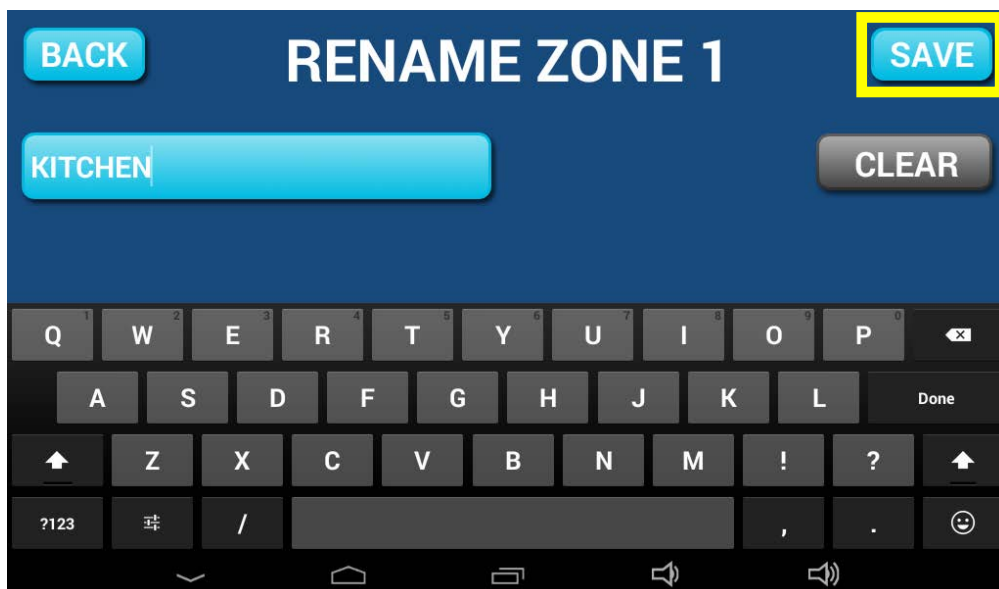 BACK RENAME ZONE 1 SAVE
KITCHEN CLEAR
Q 1 W 2 E 3 R 4 T 5 Y 6 U 7 I 8 O 9 P 0
A S D F G H J K L Done
Z X C V B N M ! ?
?123 / , .